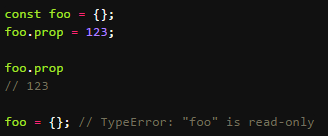 const foo = {};
foo.prop = 123;
foo.prop
// 123
foo = {}; // TypeError: "foo" is read-only